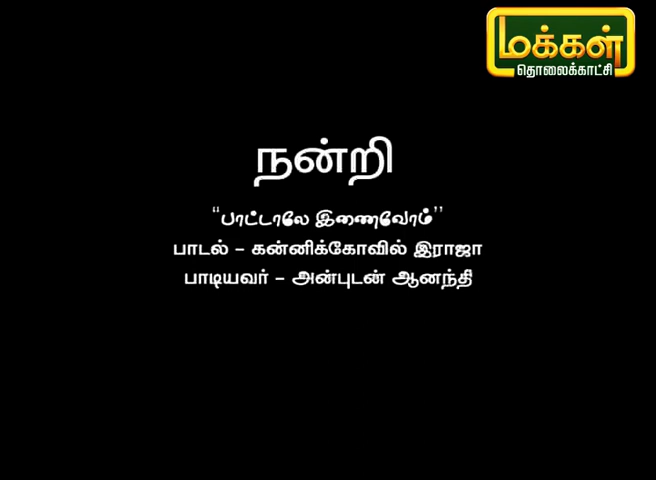 மக்கள்
தொலைக்காட்சி
நன்றி
“பாட்டாலே இணைவோம்”
பாடல் – கன்னிக்கோவில் இராஜா
பாடியவர் – அன்புடன் ஆனந்தி